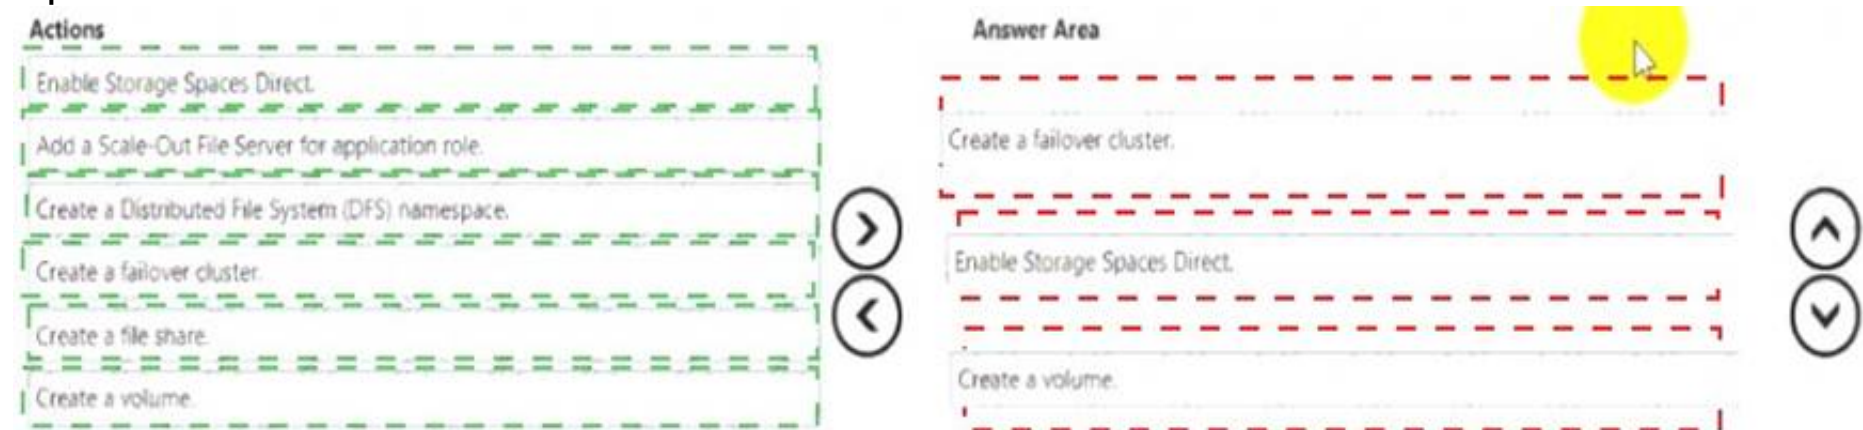 Actions
Enable Storage Spaces Direct.
Add a Scale-Out File Server for application role.
Create a Distributed File System (DFS) namespace.
Create a failover cluster.
Create a file share.
Create a volume.
Answer Area
Create a failover cluster.
Enable Storage Spaces Direct.
Create a volume.